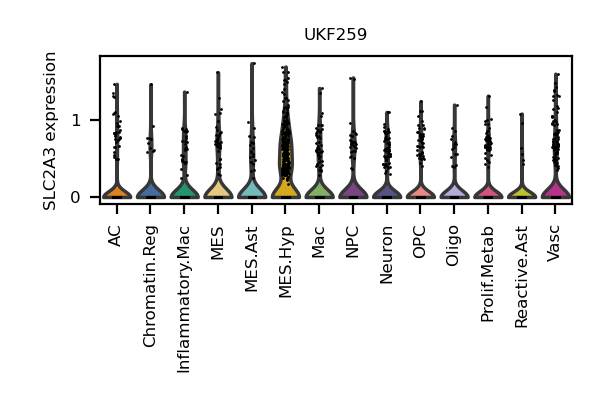 UKF259
SLC2A3 expression
1
0
AC
Chromatin.Reg
Inflammatory.Mac
MES
MES.Ast
MES.Hyp
Mac
NPC
Neuron
OPC
Oligo
Prolif.Metab
Reactive.Ast
Vasc